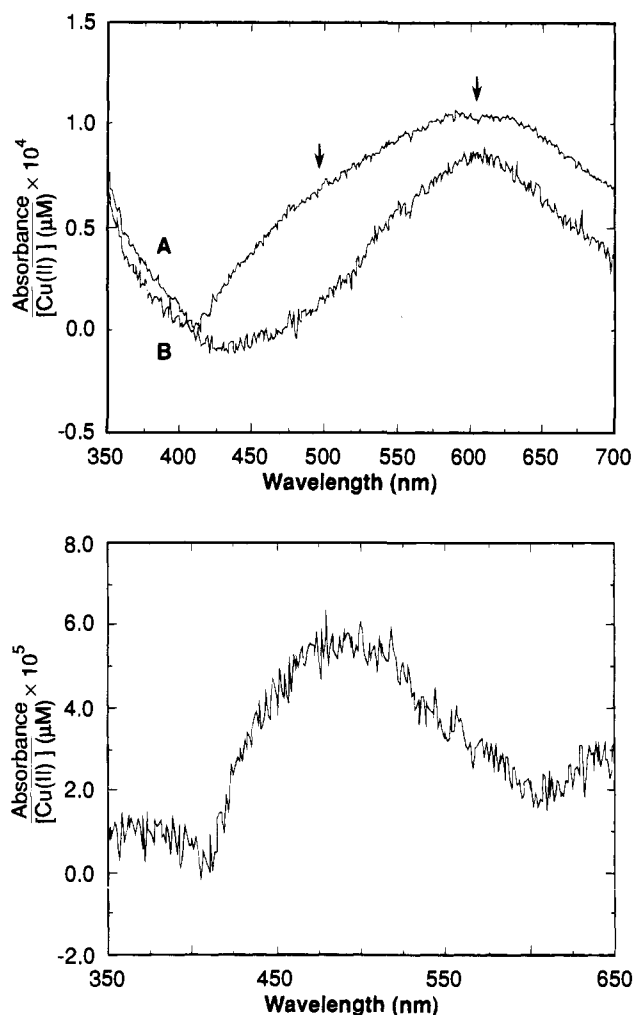 1.5
1.0
0.5
0.0
-0.5
Absorbance × 10⁴
[Cu(II) ] (μM)
A
B
350 400 450 500 550 600 650 700
Wavelength (nm)
8.0
6.0
4.0
2.0
0.0
-2.0
Absorbance × 10⁵
[Cu(II) ] (μM)
350 450 550 650
Wavelength (nm)